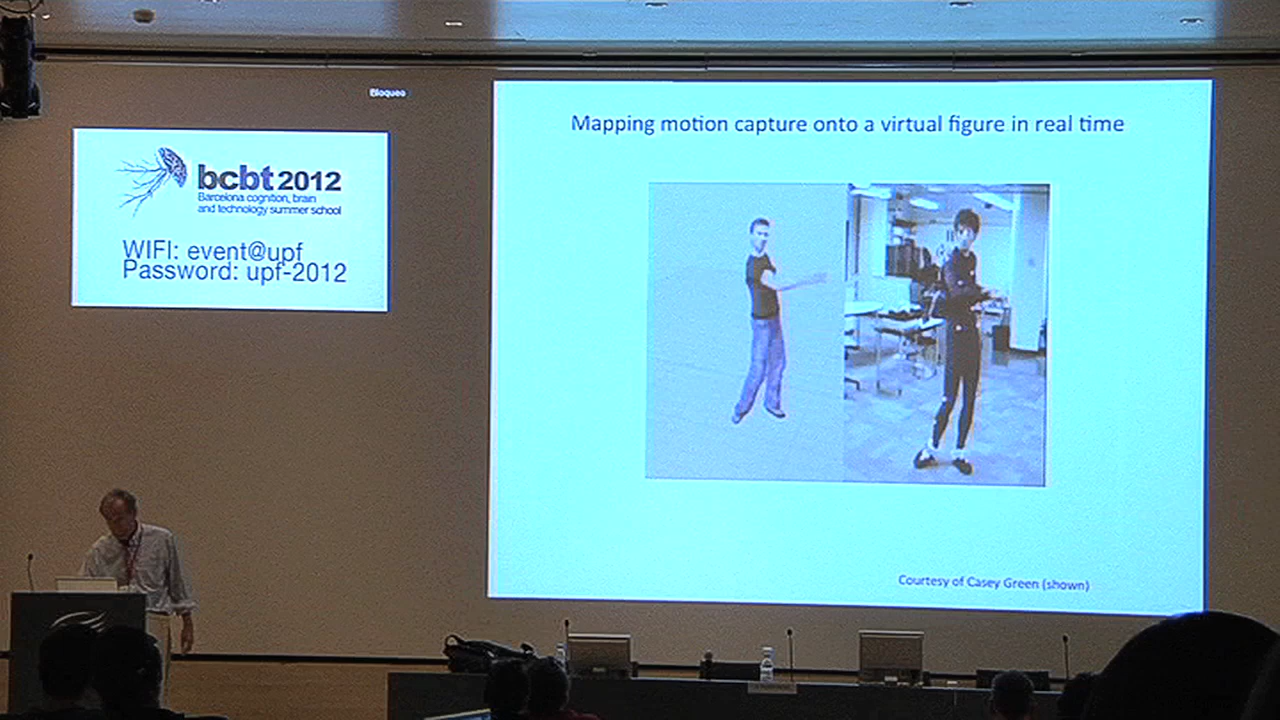 Bloqueo
bcbt 2012
Barcelona cognition, brain
and technology summer school
WIFI: event@upf
Password: upf-2012
Mapping motion capture onto a virtual figure in real time
Courtesy of Casey Green (shown)